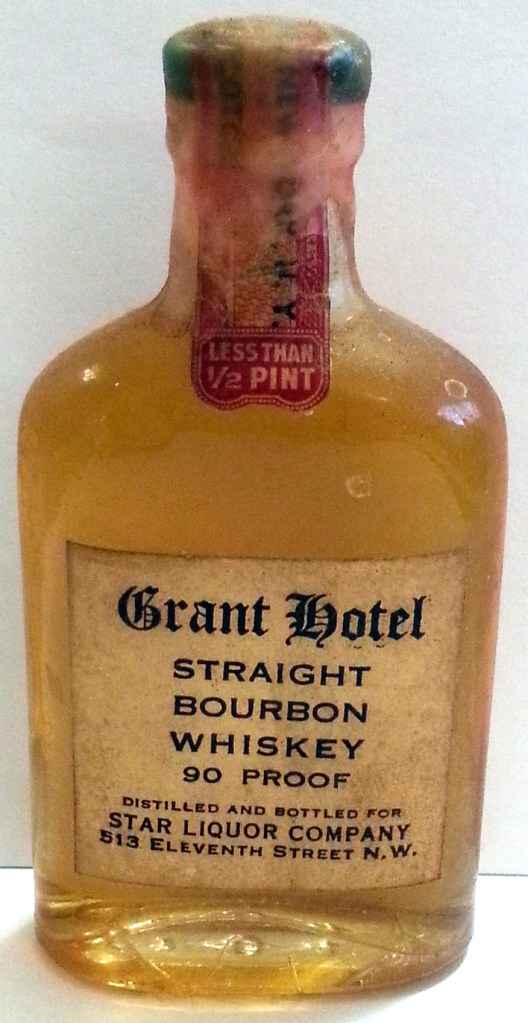 NEW N.Y.
LESS THAN
1/2 PINT
Grant Hotel
STRAIGHT
BOURBON
WHISKEY
90 PROOF
DISTILLED AND BOTTLED FOR
STAR LIQUOR COMPANY
513 ELEVENTH STREET N.W.